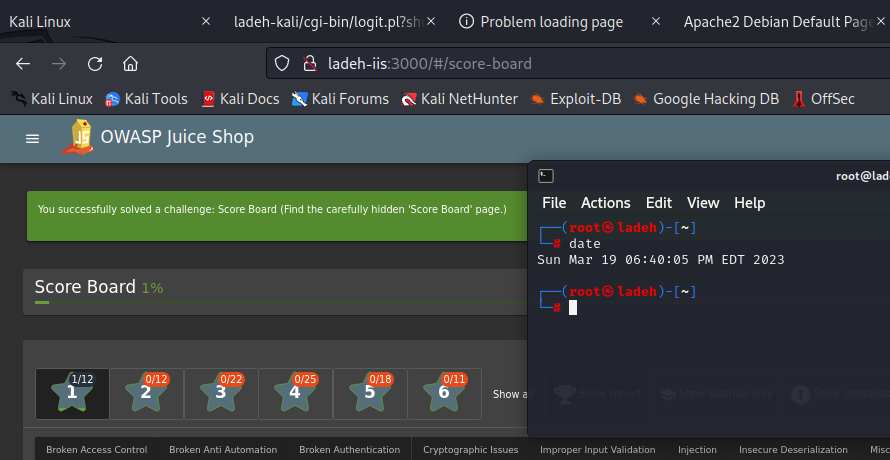 Kali Linux × ladeh-kali/cgi-bin/logit.pl?sh × Problem loading page × Apache2 Debian Default Page ×
ladeh-iis:3000/#/score-board
Kali Linux Kali Tools Kali Docs Kali Forums Kali NetHunter Exploit-DB Google Hacking DB OffSec
OWASP Juice Shop
You successfully solved a challenge: Score Board (Find the carefully hidden 'Score Board' page.)
root@lad
File Actions Edit View Help
┌──(root㉿ladeh)-[~]
└─# date
Sun Mar 19 06:40:05 PM EDT 2023
┌──(root㉿ladeh)-[~]
└─#
Score Board 1%
1/12 0/12 0/22 0/25 0/18 0/11
1 2 3 4 5 6 Show a Show solved Show tutorials only Show unavail
Broken Access Control Broken Anti Automation Broken Authentication Cryptographic Issues Improper Input Validation Injection Insecure Deserialization Misc